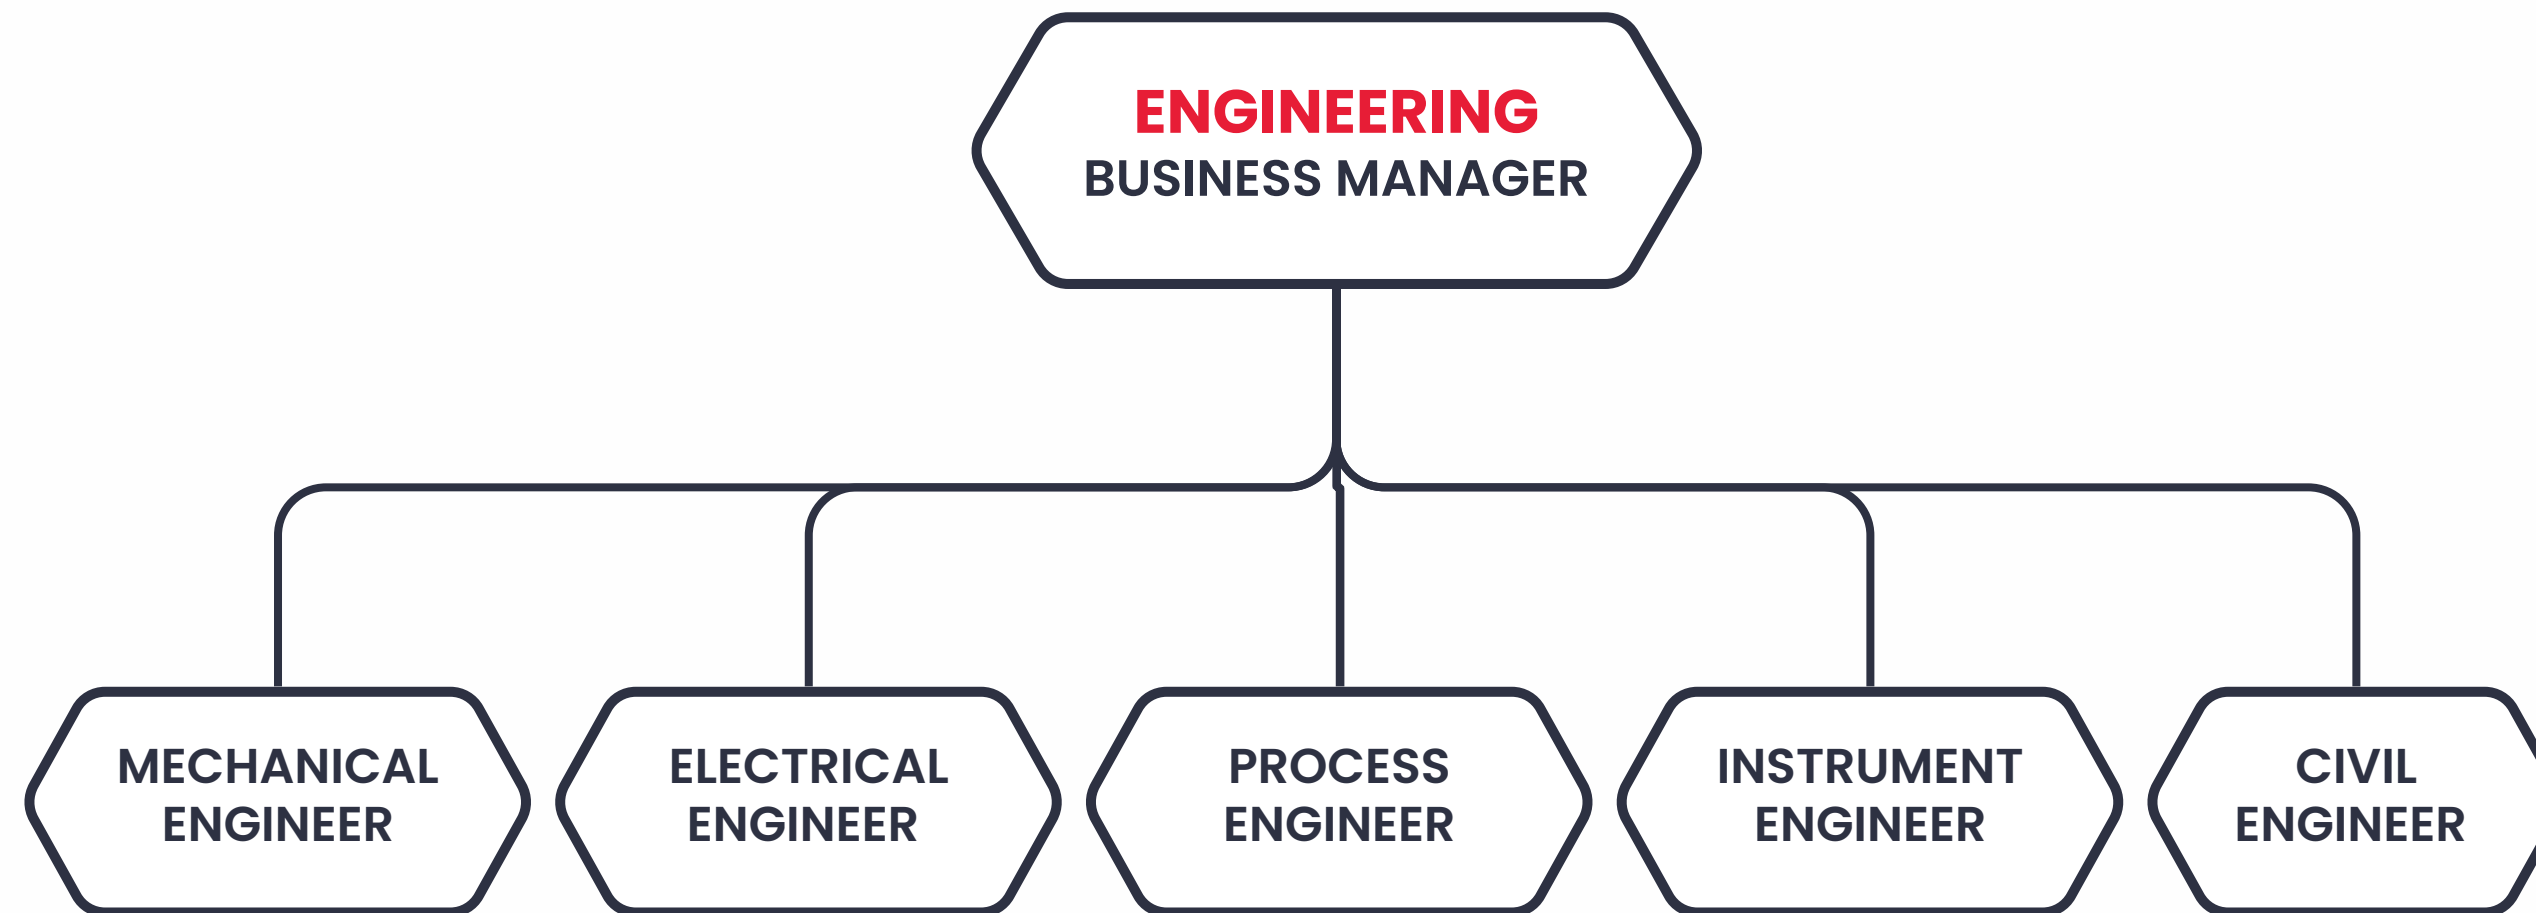 ENGINEERING
BUSINESS MANAGER
MECHANICAL
ENGINEER
ELECTRICAL
ENGINEER
PROCESS
ENGINEER
INSTRUMENT
ENGINEER
CIVIL
ENGINEER